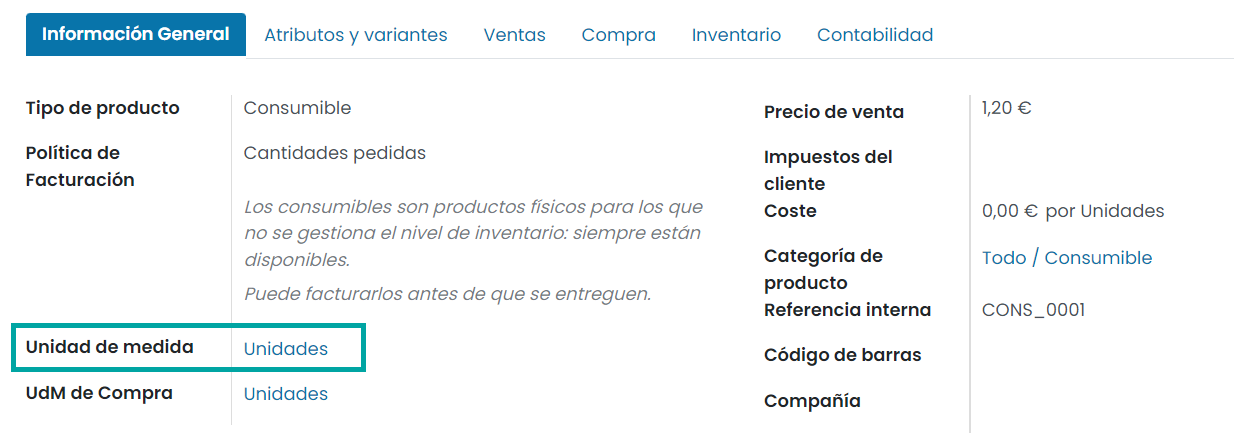 Información General Atributos y variantes Ventas Compra Inventario Contabilidad
Tipo de producto Consumible
Política de Facturación Cantidades pedidas
Los consumibles son productos físicos para los que
no se gestiona el nivel de inventario: siempre están
disponibles.
Puede facturarlos antes de que se entreguen.
Unidad de medida Unidades
UdM de Compra Unidades
Precio de venta 1,20 €
Impuestos del
cliente
Coste 0,00 € por Unidades
Categoría de
producto Todo / Consumible
Referencia interna CONS_0001
Código de barras
Compañía